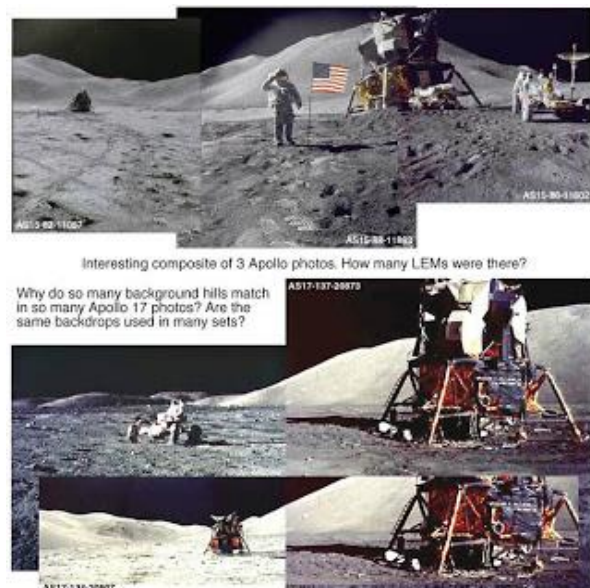 AS15-82-11057
AS15-88-11863
Interesting composite of 3 Apollo photos. How many LEMs were there?
Why do so many background hills match
in so many Apollo 17 photos? Are the
same backdrops used in many sets?
AS17-137-20873